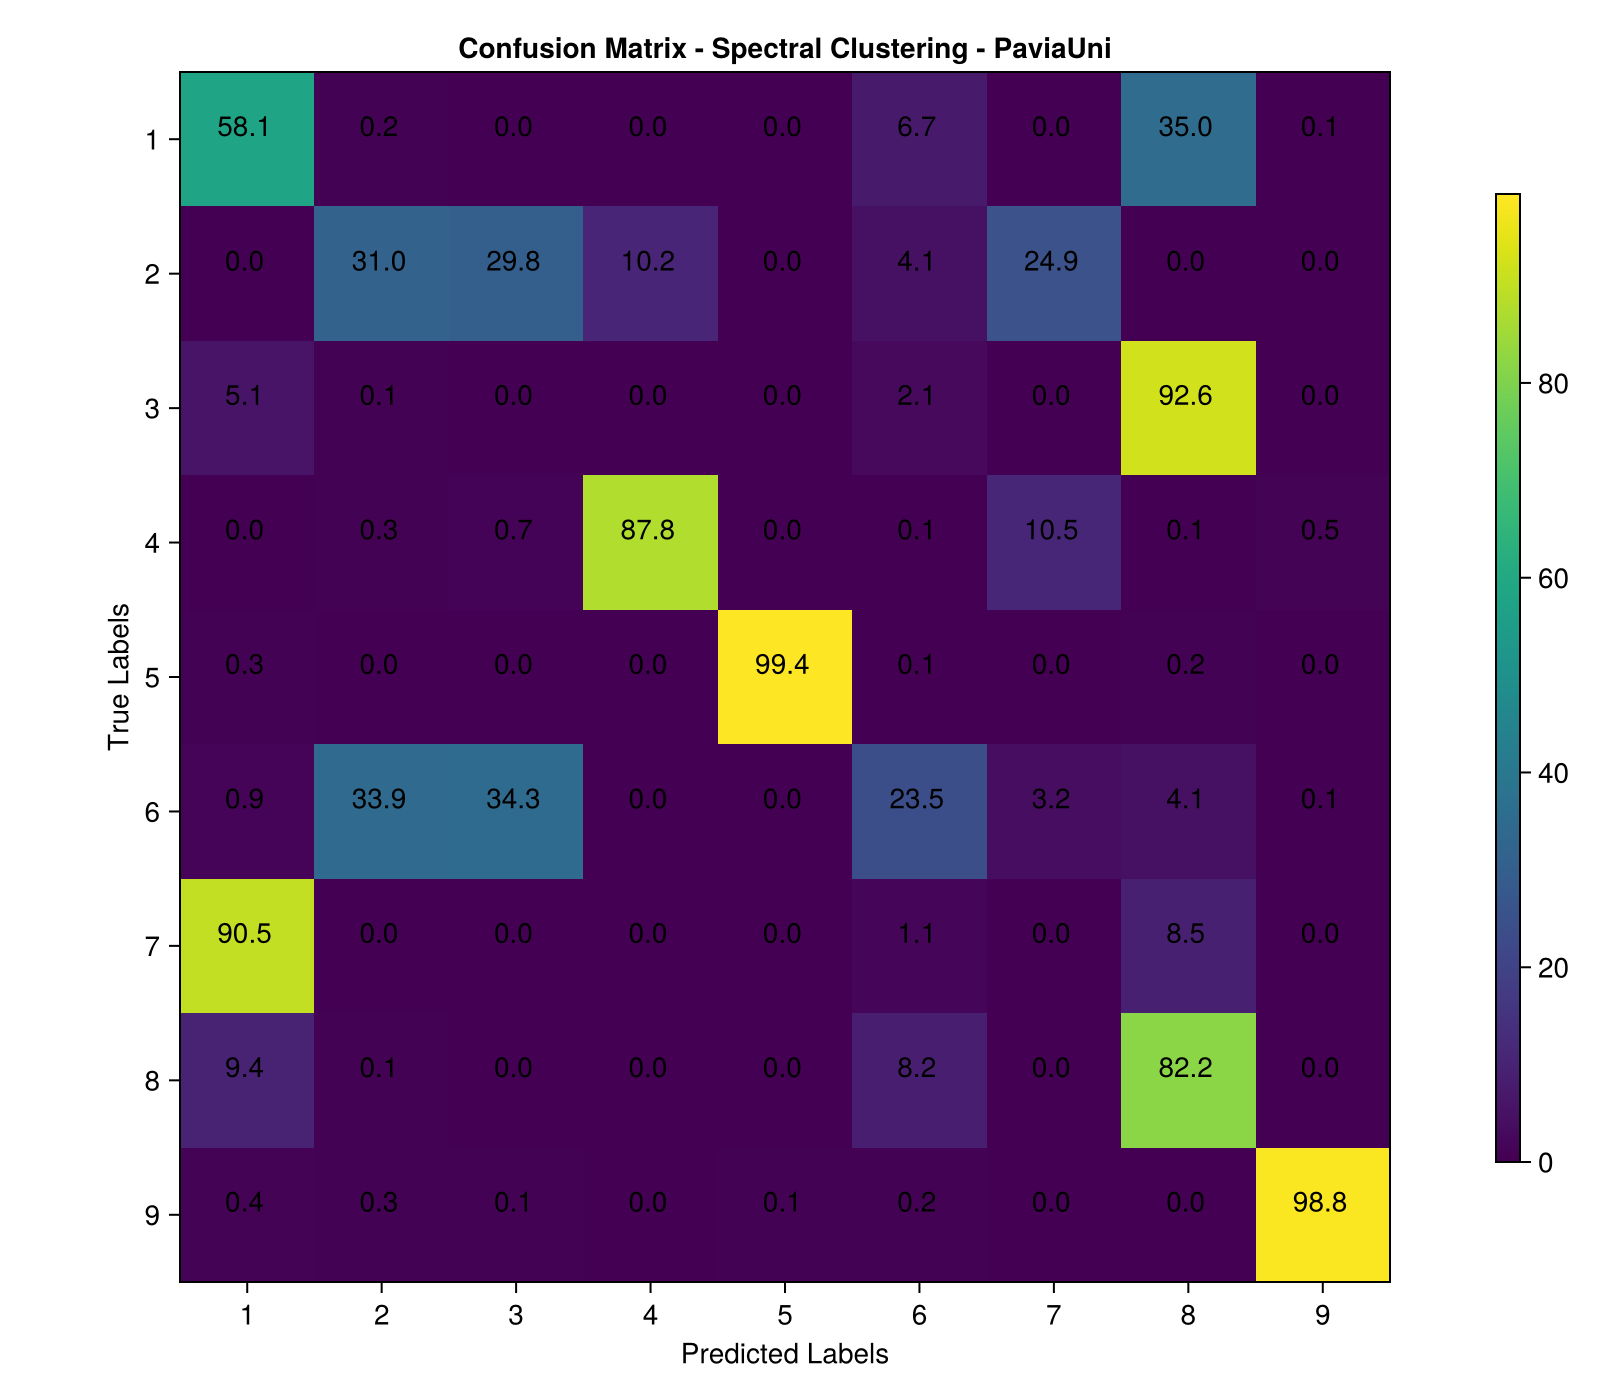 Confusion Matrix - Spectral Clustering - PaviaUni
1 58.1 0.2 0.0 0.0 0.0 6.7 0.0 35.0 0.1
2 0.0 31.0 29.8 10.2 0.0 4.1 24.9 0.0 0.0
3 5.1 0.1 0.0 0.0 0.0 2.1 0.0 92.6 0.0
4 0.0 0.3 0.7 87.8 0.0 0.1 10.5 0.1 0.5
5 0.3 0.0 0.0 0.0 99.4 0.1 0.0 0.2 0.0
6 0.9 33.9 34.3 0.0 0.0 23.5 3.2 4.1 0.1
7 90.5 0.0 0.0 0.0 0.0 1.1 0.0 8.5 0.0
8 9.4 0.1 0.0 0.0 0.0 8.2 0.0 82.2 0.0
9 0.4 0.3 0.1 0.0 0.1 0.2 0.0 0.0 98.8
1 2 3 4 5 6 7 8 9
Predicted Labels
True Labels
80
60
40
20
0